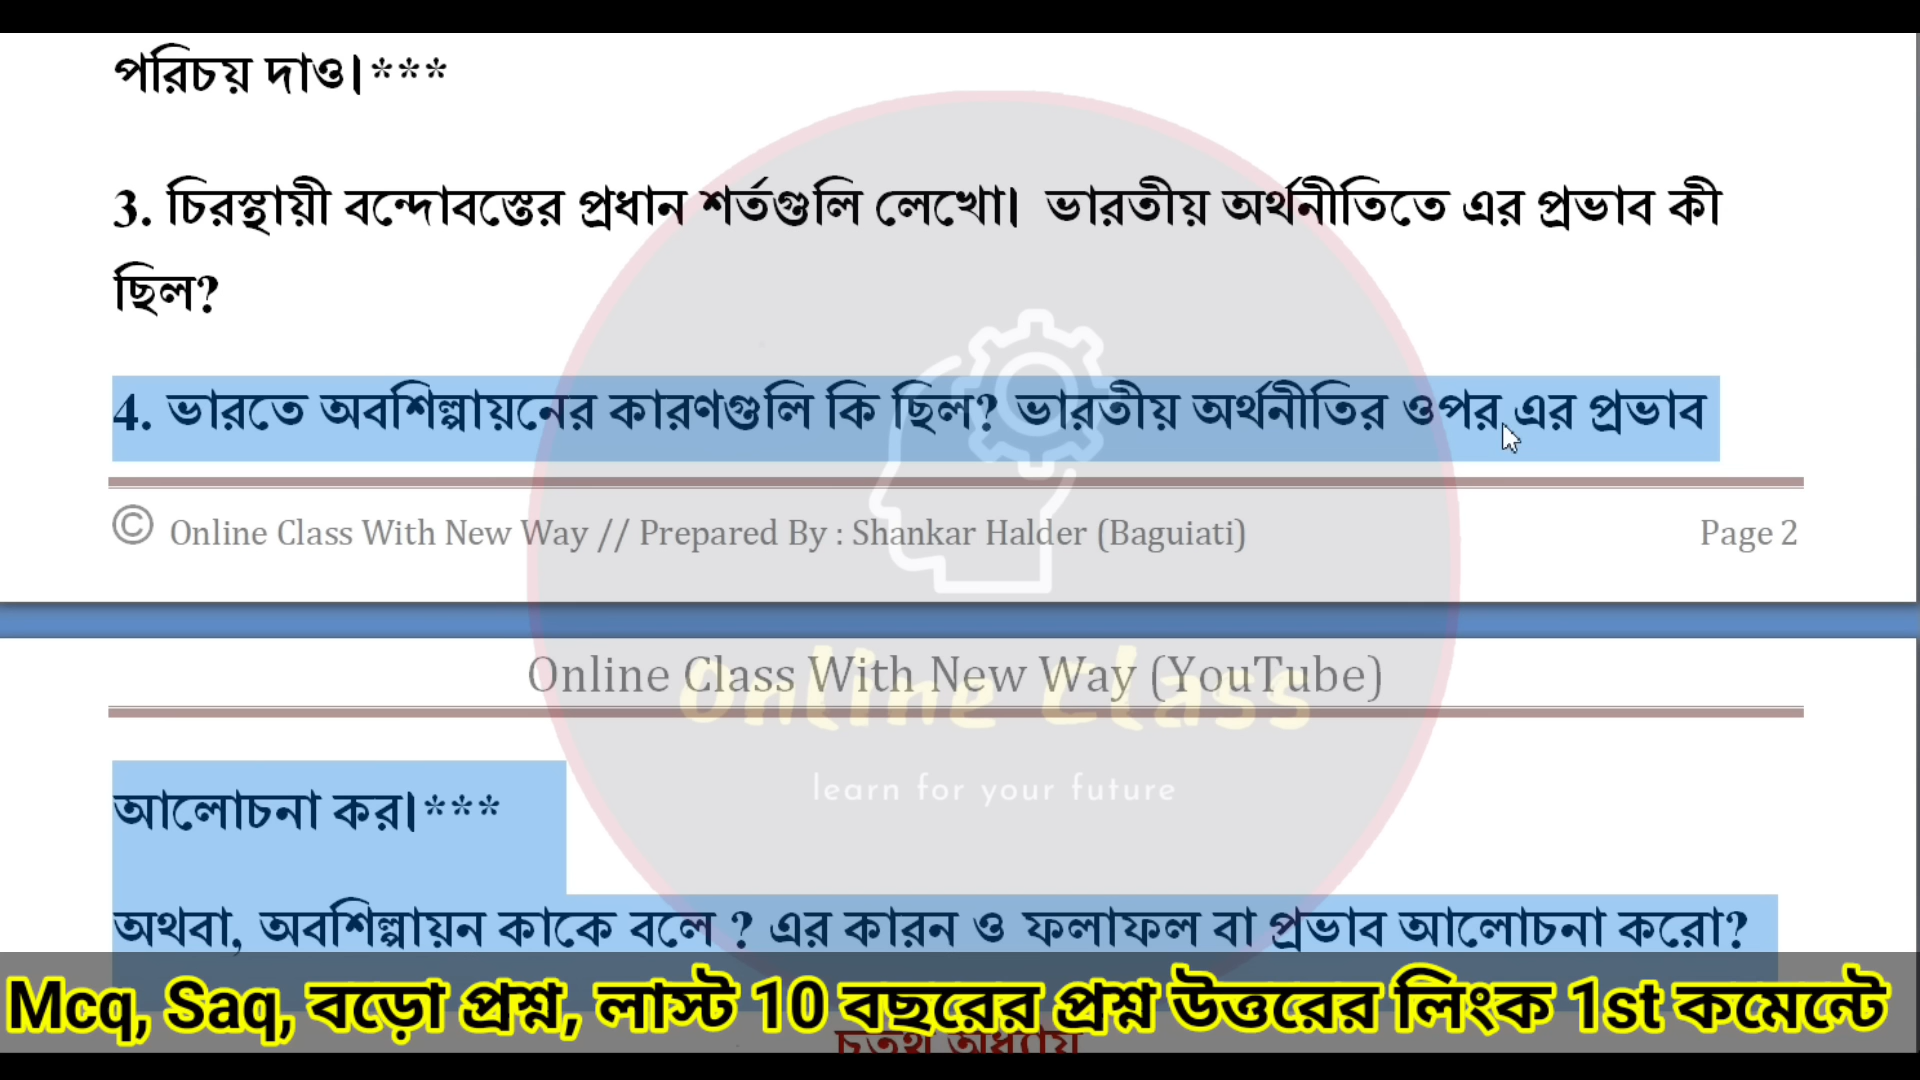 পরিচয় দাও।***
3. চিরস্থায়ী বন্দোবস্তের প্রধান শর্তগুলি লেখো। ভারতীয় অর্থনীতিতে এর প্রভাব কী
ছিল?
4. ভারতে অবশিল্পায়নের কারণগুলি কি ছিল? ভারতীয় অর্থনীতির ওপর এর প্রভাব
© Online Class With New Way // Prepared By : Shankar Halder (Baguiati) Page 2
Online Class With New Way (YouTube)
Online Class
learn for your future
আলোচনা কর।***
অথবা, অবশিল্পায়ন কাকে বলে ? এর কারন ও ফলাফল বা প্রভাব আলোচনা করো?
Mcq, Saq, বড়ো প্রশ্ন, লাস্ট 10 বছরের প্রশ্ন উত্তরের লিংক 1st কমেন্টে
চতুর্থ অধ্যায়